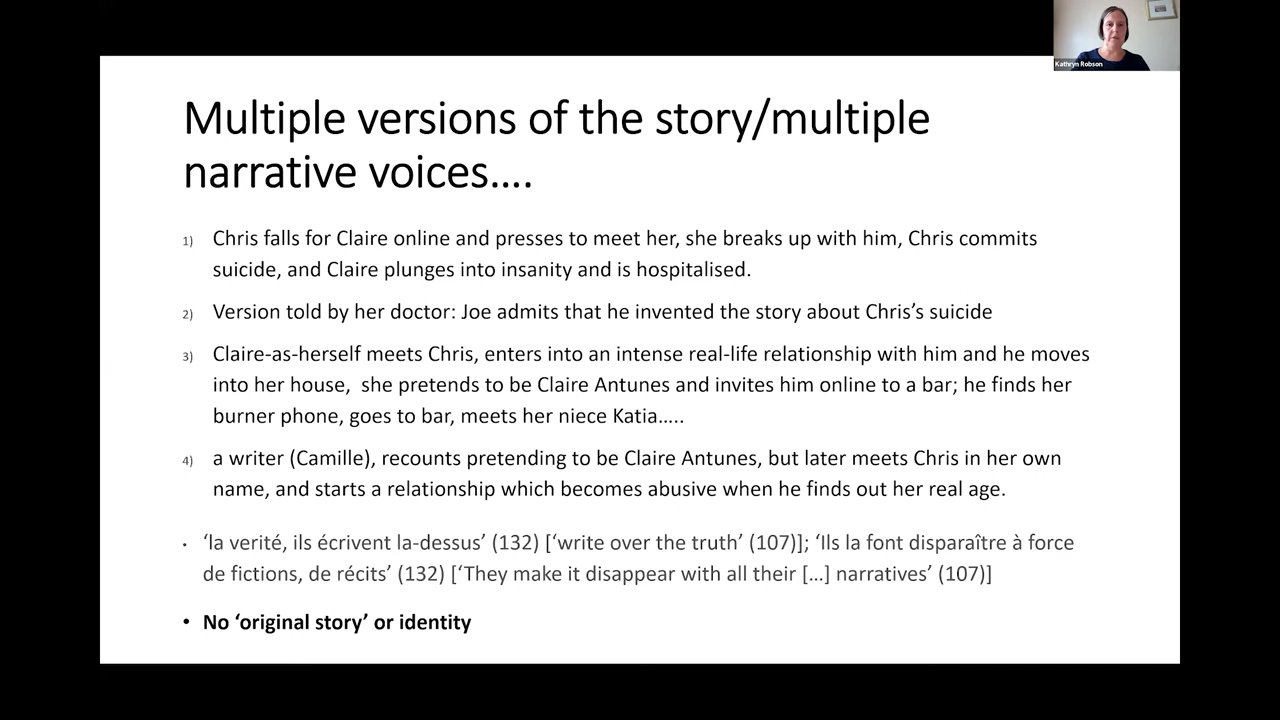 Kathryn Robson
Multiple versions of the story/multiple
narrative voices….
1) Chris falls for Claire online and presses to meet her, she breaks up with him, Chris commits
suicide, and Claire plunges into insanity and is hospitalised.
2) Version told by her doctor: Joe admits that he invented the story about Chris’s suicide
3) Claire-as-herself meets Chris, enters into an intense real-life relationship with him and he moves
into her house,  she pretends to be Claire Antunes and invites him online to a bar; he finds her
burner phone, goes to bar, meets her niece Katia…..
4) a writer (Camille), recounts pretending to be Claire Antunes, but later meets Chris in her own
name, and starts a relationship which becomes abusive when he finds out her real age.
• ‘la verité, ils écrivent la-dessus’ (132) [‘write over the truth’ (107)]; ‘Ils la font disparaître à force
de fictions, de récits’ (132) [‘They make it disappear with all their […] narratives’ (107)]
• No ‘original story’ or identity